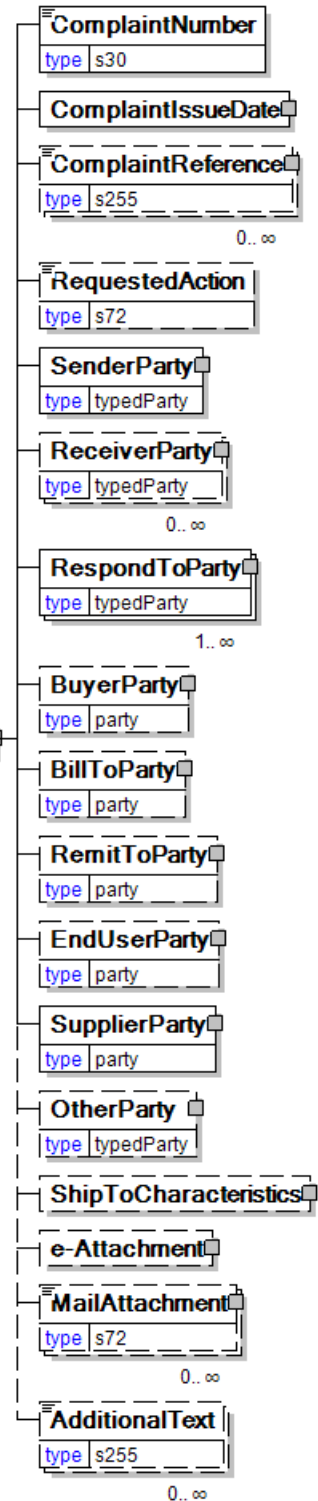 ComplaintNumber
type s30
ComplaintIssueDate
ComplaintReference
type s255
0.. ∞
RequestedAction
type s72
SenderParty
type typedParty
ReceiverParty
type typedParty
0.. ∞
RespondToParty
type typedParty
1.. ∞
BuyerParty
type party
BillToParty
type party
RemitToParty
type party
EndUserParty
type party
SupplierParty
type party
OtherParty
type typedParty
ShipToCharacteristics
e-Attachment
MailAttachment
type s72
0.. ∞
AdditionalText
type s255
0.. ∞